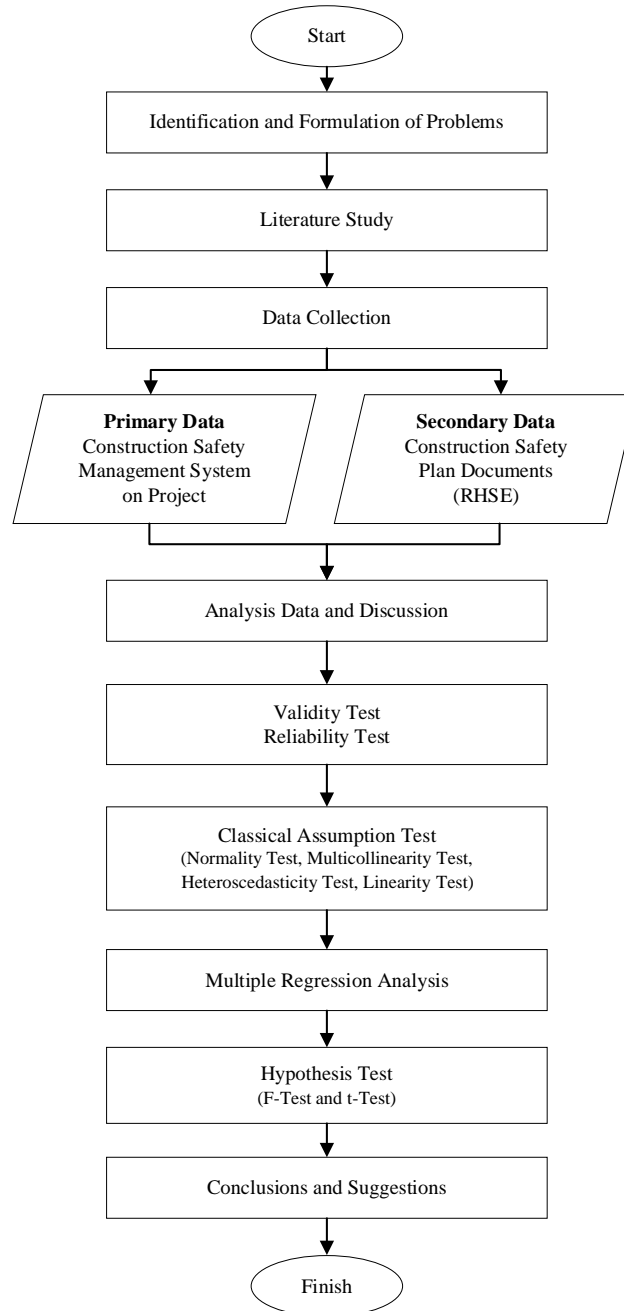 Start
Identification and Formulation of Problems
Literature Study
Data Collection
Primary Data
Construction Safety
Management System
on Project
Secondary Data
Construction Safety
Plan Documents
(RHSE)
Analysis Data and Discussion
Validity Test
Reliability Test
Classical Assumption Test
(Normality Test, Multicollinearity Test,
Heteroscedasticity Test, Linearity Test)
Multiple Regression Analysis
Hypothesis Test
(F-Test and t-Test)
Conclusions and Suggestions
Finish